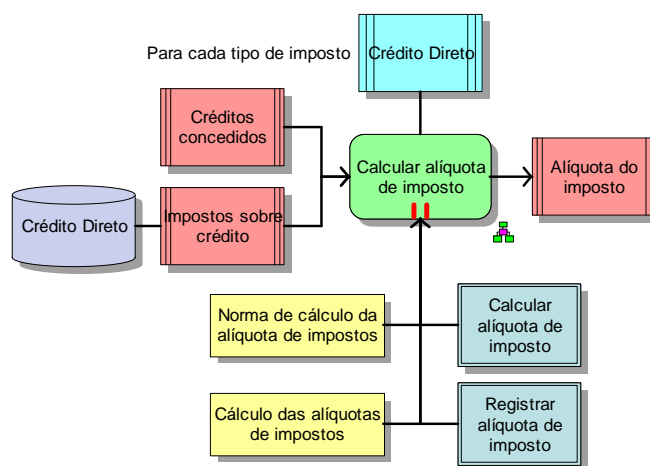 Para cada tipo de imposto
Crédito Direto
Créditos
concedidos
Calcular alíquota
de imposto
Alíquota do
imposto
Crédito Direto
Impostos sobre
crédito
Norma de cálculo da
alíquota de impostos
Calcular
alíquota de
imposto
Cálculo das alíquotas
de impostos
Registrar
alíquota de
imposto